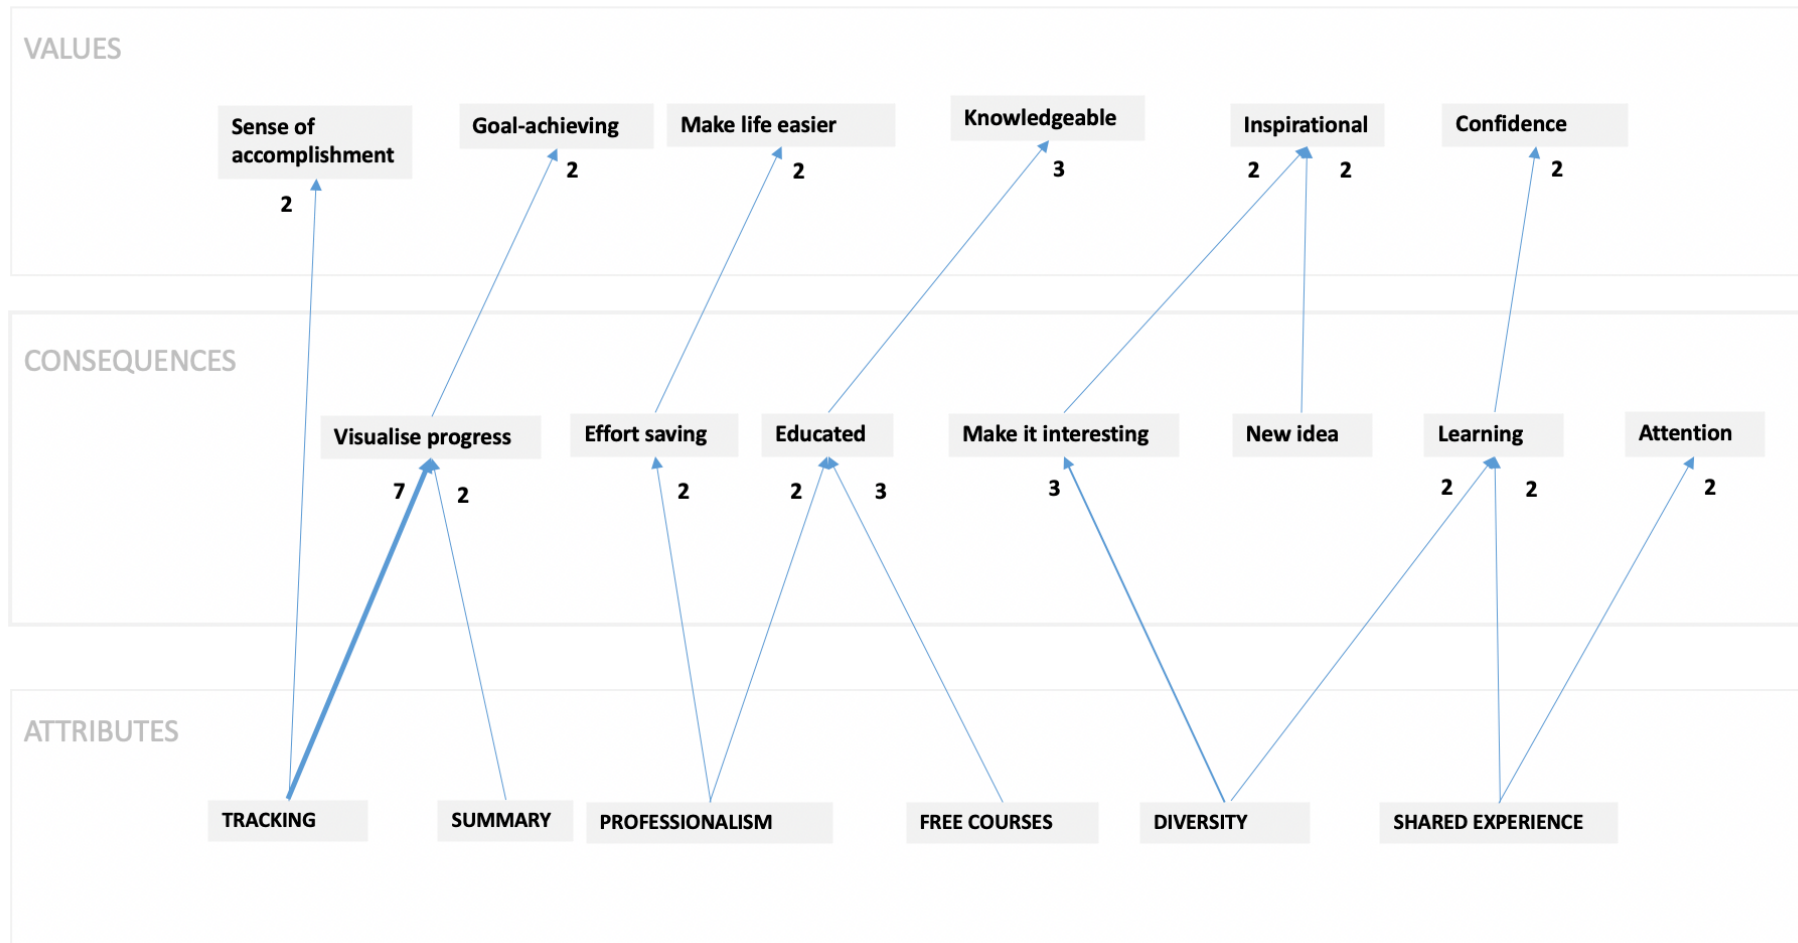 VALUES
Sense of
accomplishment
Goal-achieving
Make life easier
Knowledgeable
Inspirational
Confidence
2
2
2
3
2
2
2
CONSEQUENCES
Visualise progress
Effort saving
Educated
Make it interesting
New idea
Learning
Attention
7
2
2
2
3
3
2
2
2
ATTRIBUTES
TRACKING
SUMMARY
PROFESSIONALISM
FREE COURSES
DIVERSITY
SHARED EXPERIENCE